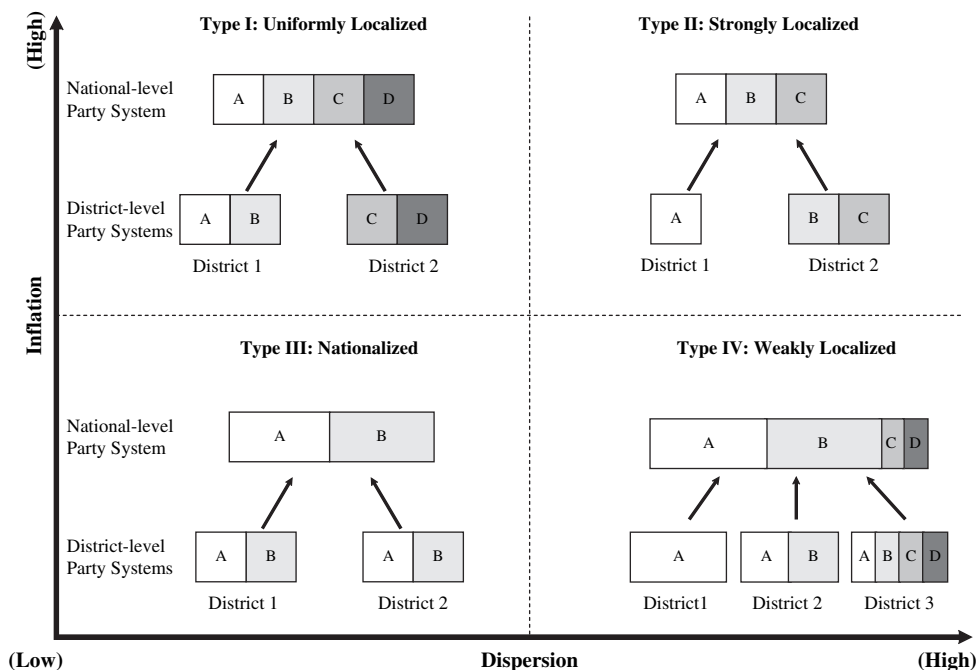 (High)
Inflation
Type I: Uniformly Localized
National-level
Party System
A B C D
District-level
Party Systems
A B
C D
District 1
District 2
Type II: Strongly Localized
A B C
A
B C
District 1
District 2
Type III: Nationalized
National-level
Party System
A B
District-level
Party Systems
A B
A B
District 1
District 2
Type IV: Weakly Localized
A B C D
A
A B
A B C D
District1
District 2
District 3
(Low)
Dispersion
(High)